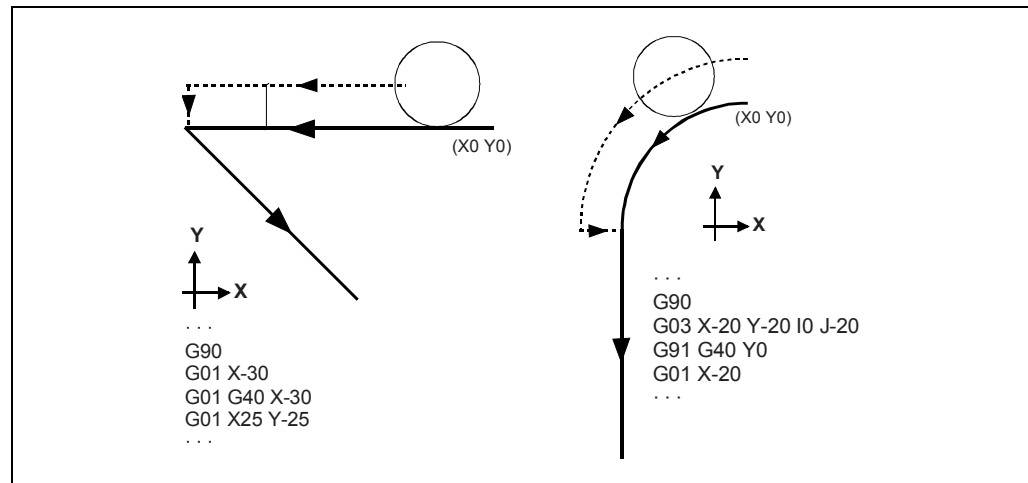 (X0 Y0)
Y
X
. . .
G90
G01 X-30
G01 G40 X-30
G01 X25 Y-25
. . .
(X0 Y0)
Y
X
. . .
G90
G03 X-20 Y-20 I0 J-20
G91 G40 Y0
G01 X-20
. . .